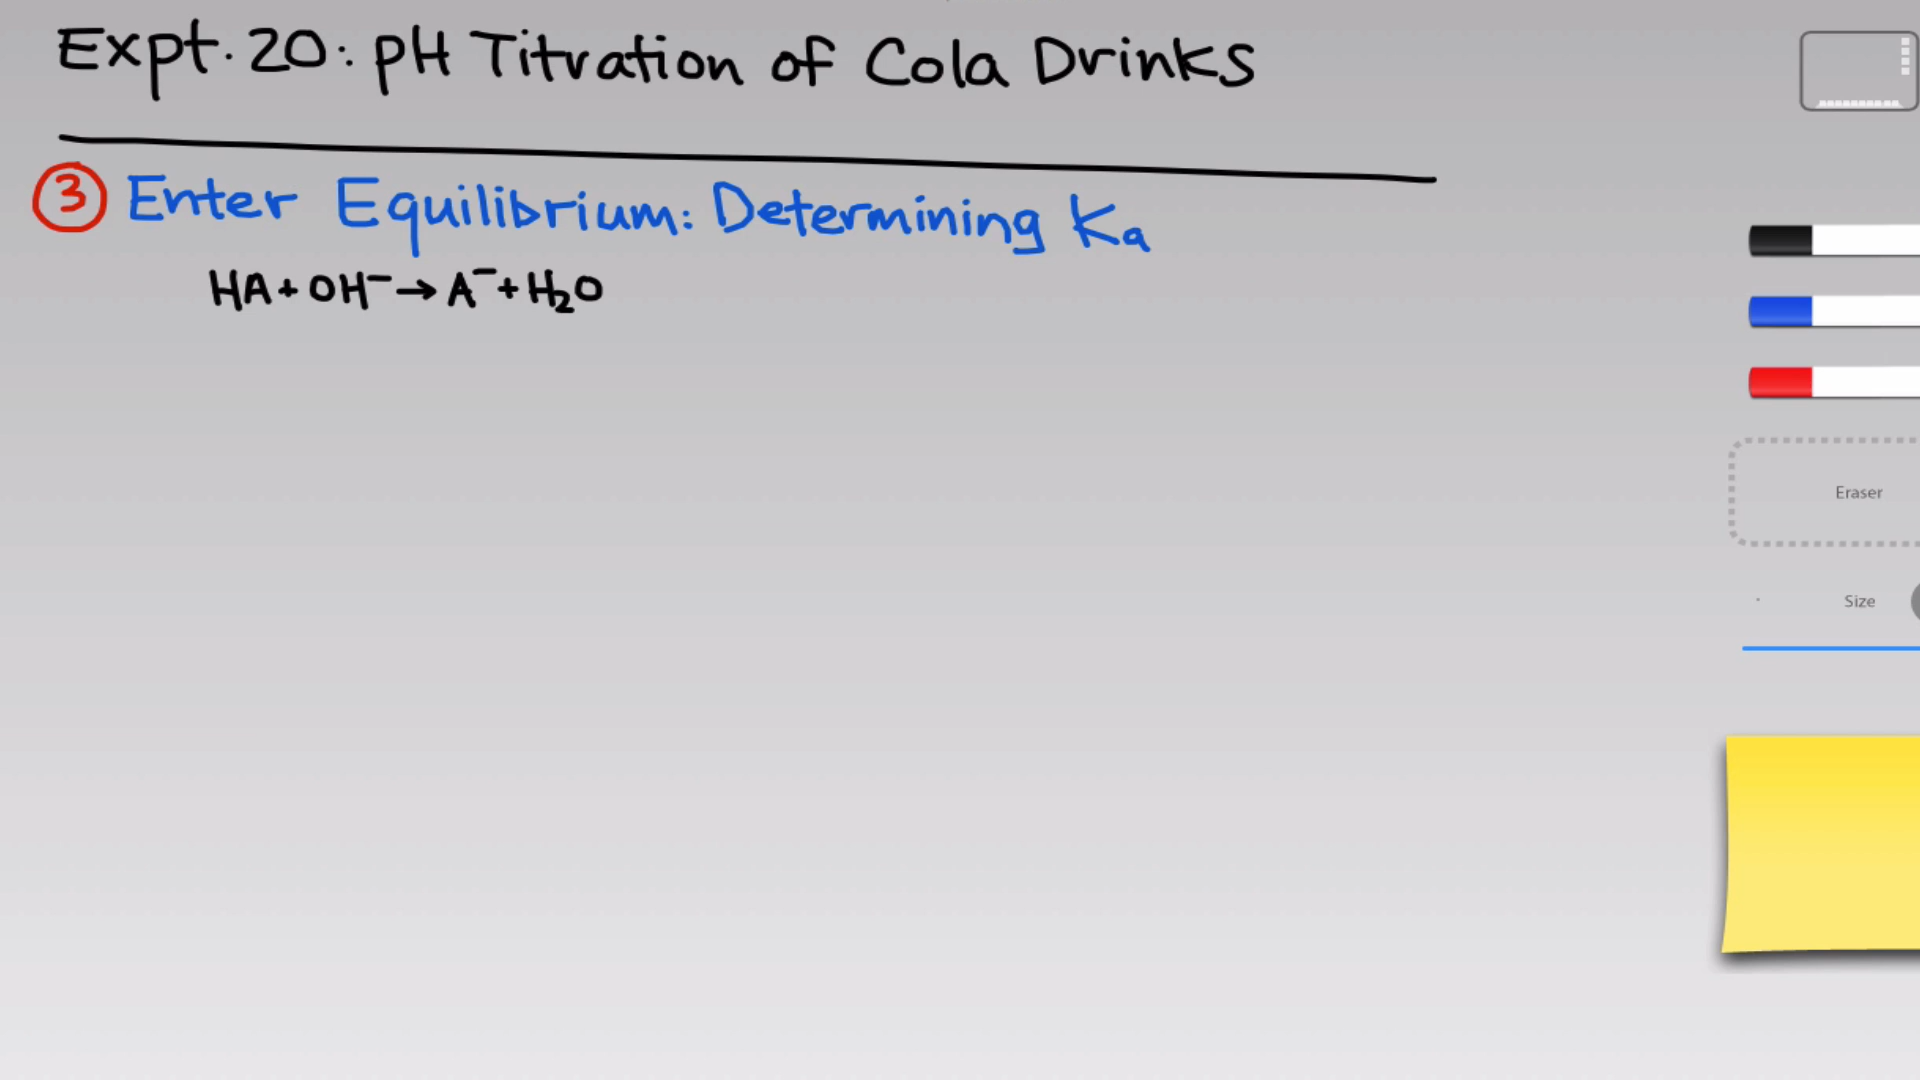 Expt. 20: pH Titration of Cola Drinks
③ Enter Equilibrium: Determining Ka
HA + OH⁻ → A⁻ + H₂O
Eraser
Size